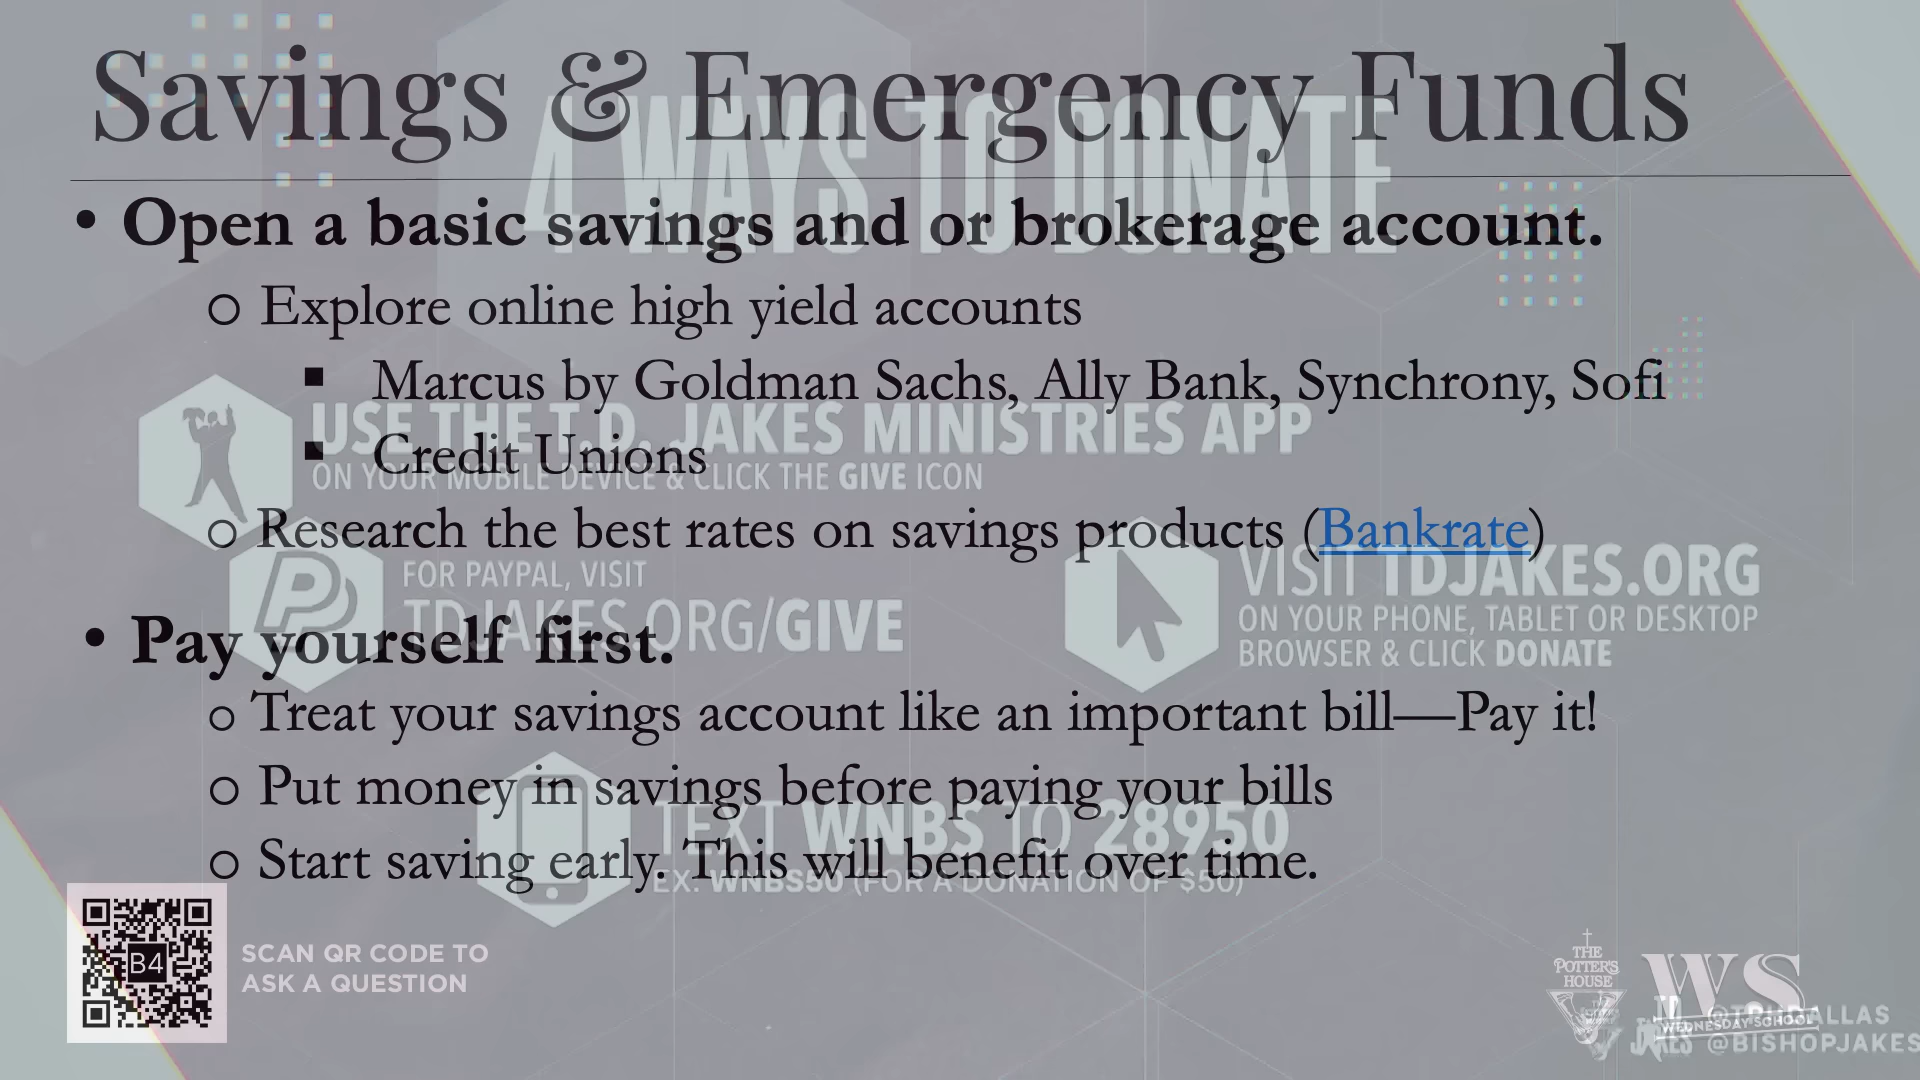 Savings & Emergency Funds
4 WAYS TO DONATE
• Open a basic savings and or brokerage account.
o Explore online high yield accounts
▪ Marcus by Goldman Sachs, Ally Bank, Synchrony, Sofi
USE THE T.D. JAKES MINISTRIES APP
▪ Credit Unions
ON YOUR MOBILE DEVICE & CLICK THE GIVE ICON
o Research the best rates on savings products (Bankrate)
FOR PAYPAL, VISIT
TDJAKES.ORG/GIVE
VISIT TDJAKES.ORG
ON YOUR PHONE, TABLET OR DESKTOP
BROWSER & CLICK DONATE
• Pay yourself first.
o Treat your savings account like an important bill—Pay it!
o Put money in savings before paying your bills
TEXT WNBS TO 28950
o Start saving early. This will benefit over time.
EX: WNBS50 (FOR A DONATION OF $50)
B4
SCAN QR CODE TO
ASK A QUESTION
THE
POTTER'S
HOUSE
WS
WEDNESDAY SCHOOL
TD
JAKES
@TPHDALLAS
@BISHOPJAKES